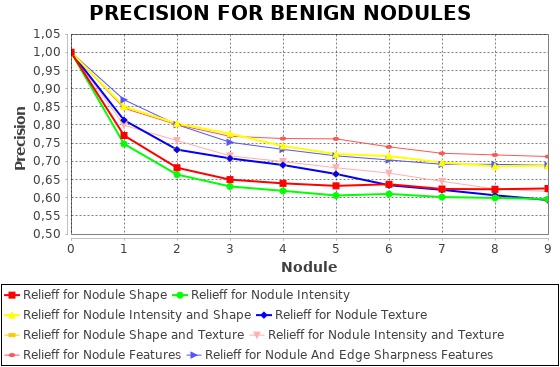 PRECISION FOR BENIGN NODULES
1,05
1,00
0,95
0,90
0,85
0,80
0,75
0,70
0,65
0,60
0,55
0,50
Precision
0 1 2 3 4 5 6 7 8 9
Nodule
Relieff for Nodule Shape Relieff for Nodule Intensity
Relieff for Nodule Intensity and Shape Relieff for Nodule Texture
Relieff for Nodule Shape and Texture Relieff for Nodule Intensity and Texture
Relieff for Nodule Features Relieff for Nodule And Edge Sharpness Features